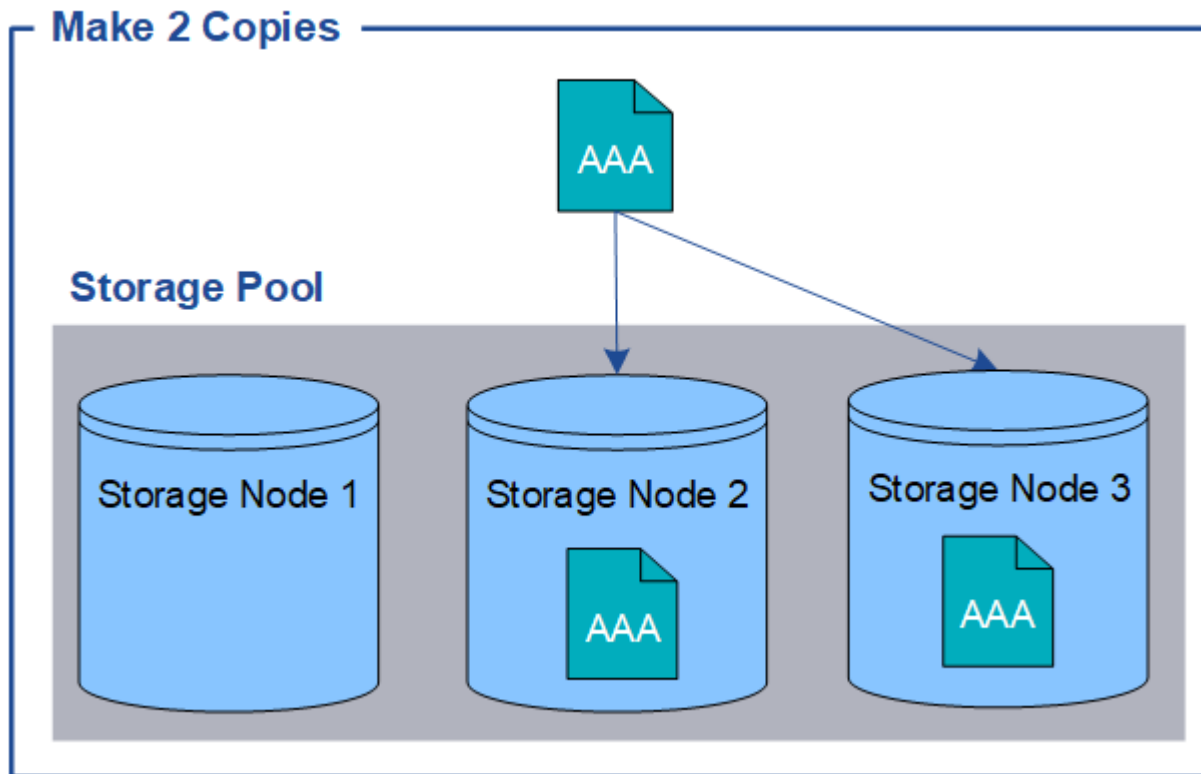 Make 2 Copies
AAA
Storage Pool
Storage Node 1
Storage Node 2
Storage Node 3
AAA
AAA